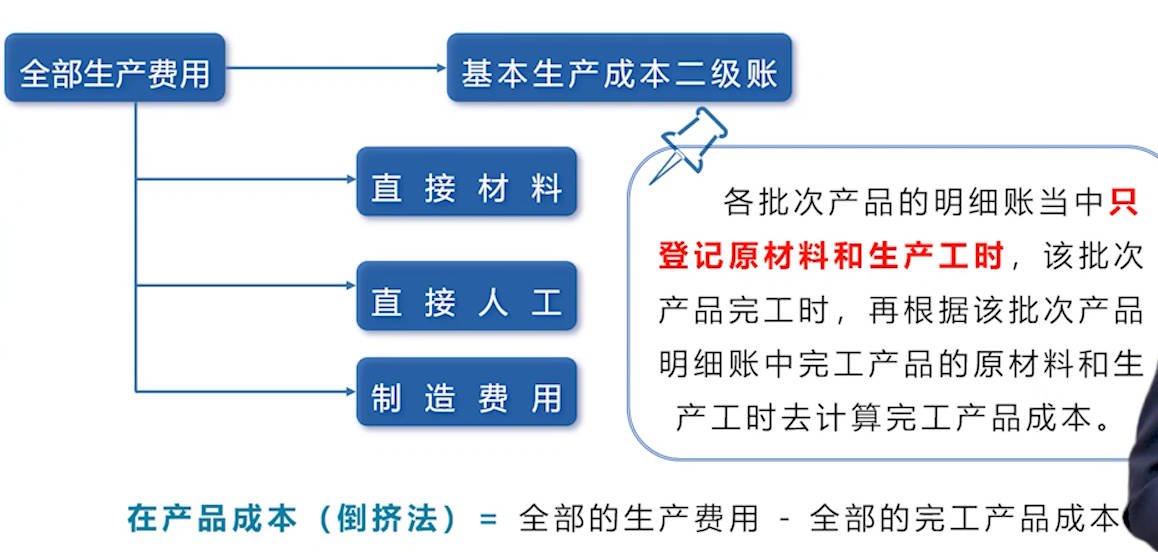 全部生产费用
基本生产成本二级账
直接材料
直接人工
制造费用
各批次产品的明细账当中只
登记原材料和生产工时，该批次
产品完工时，再根据该批次产品
明细账中完工产品的原材料和生
产工时去计算完工产品成本。
在产品成本（倒挤法）= 全部的生产费用 - 全部的完工产品成本